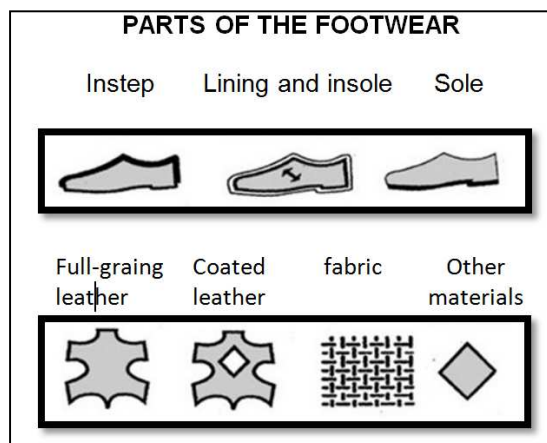 PARTS OF THE FOOTWEAR
Instep Lining and insole Sole
Full-graing Coated fabric Other
leather leather materials